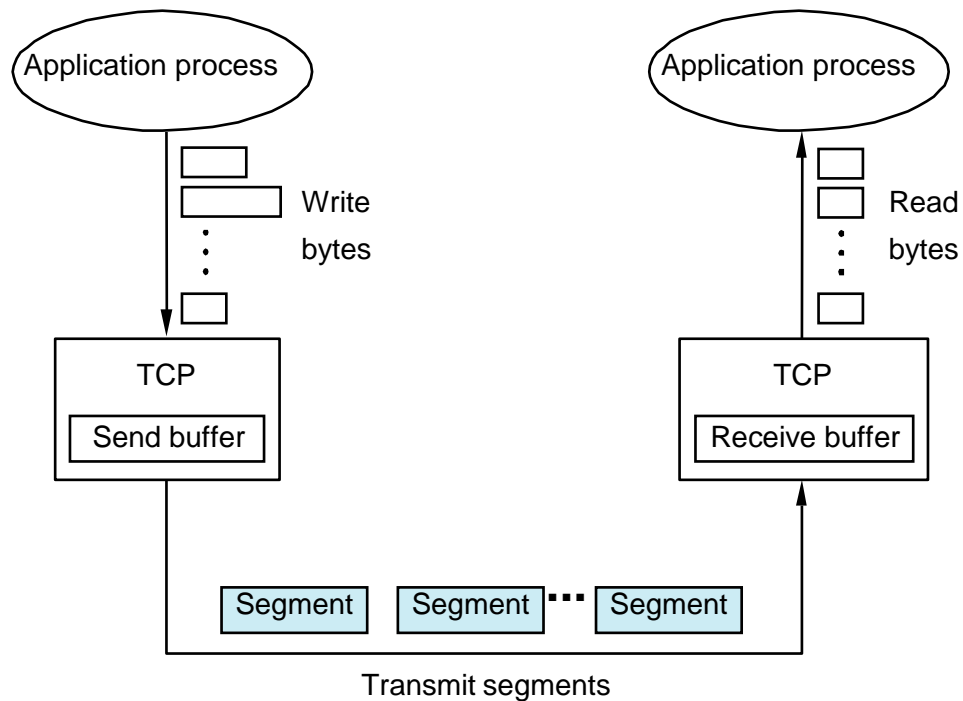 Application process
Application process
Write
bytes
Read
bytes
TCP
Send buffer
TCP
Receive buffer
Segment
Segment
Segment
Transmit segments